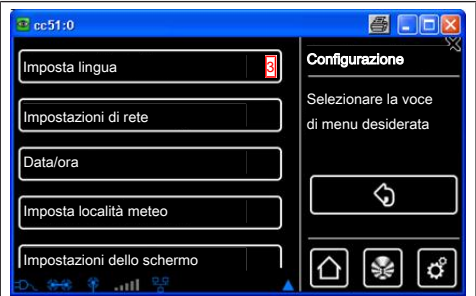 cc51:0
Imposta lingua
3
Impostazioni di rete
Data/ora
Imposta località meteo
Impostazioni dello schermo
Configurazione
Selezionare la voce
di menu desiderata